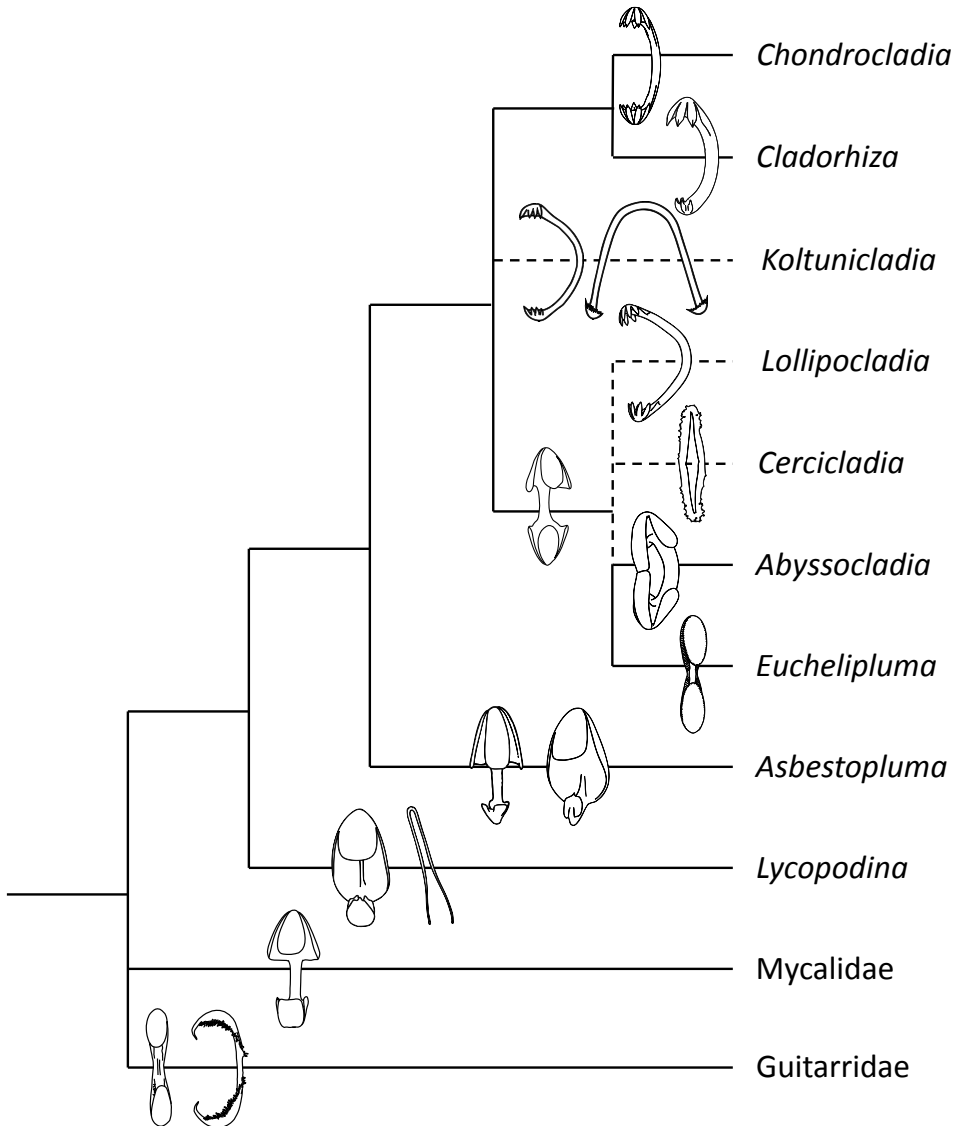 Chondrocladia
Cladorhiza
Koltunicladia
Lollipocladia
Cercicladia
Abyssocladia
Euchelipluma
Asbestopluma
Lycopodina
Mycalidae
Guitarridae